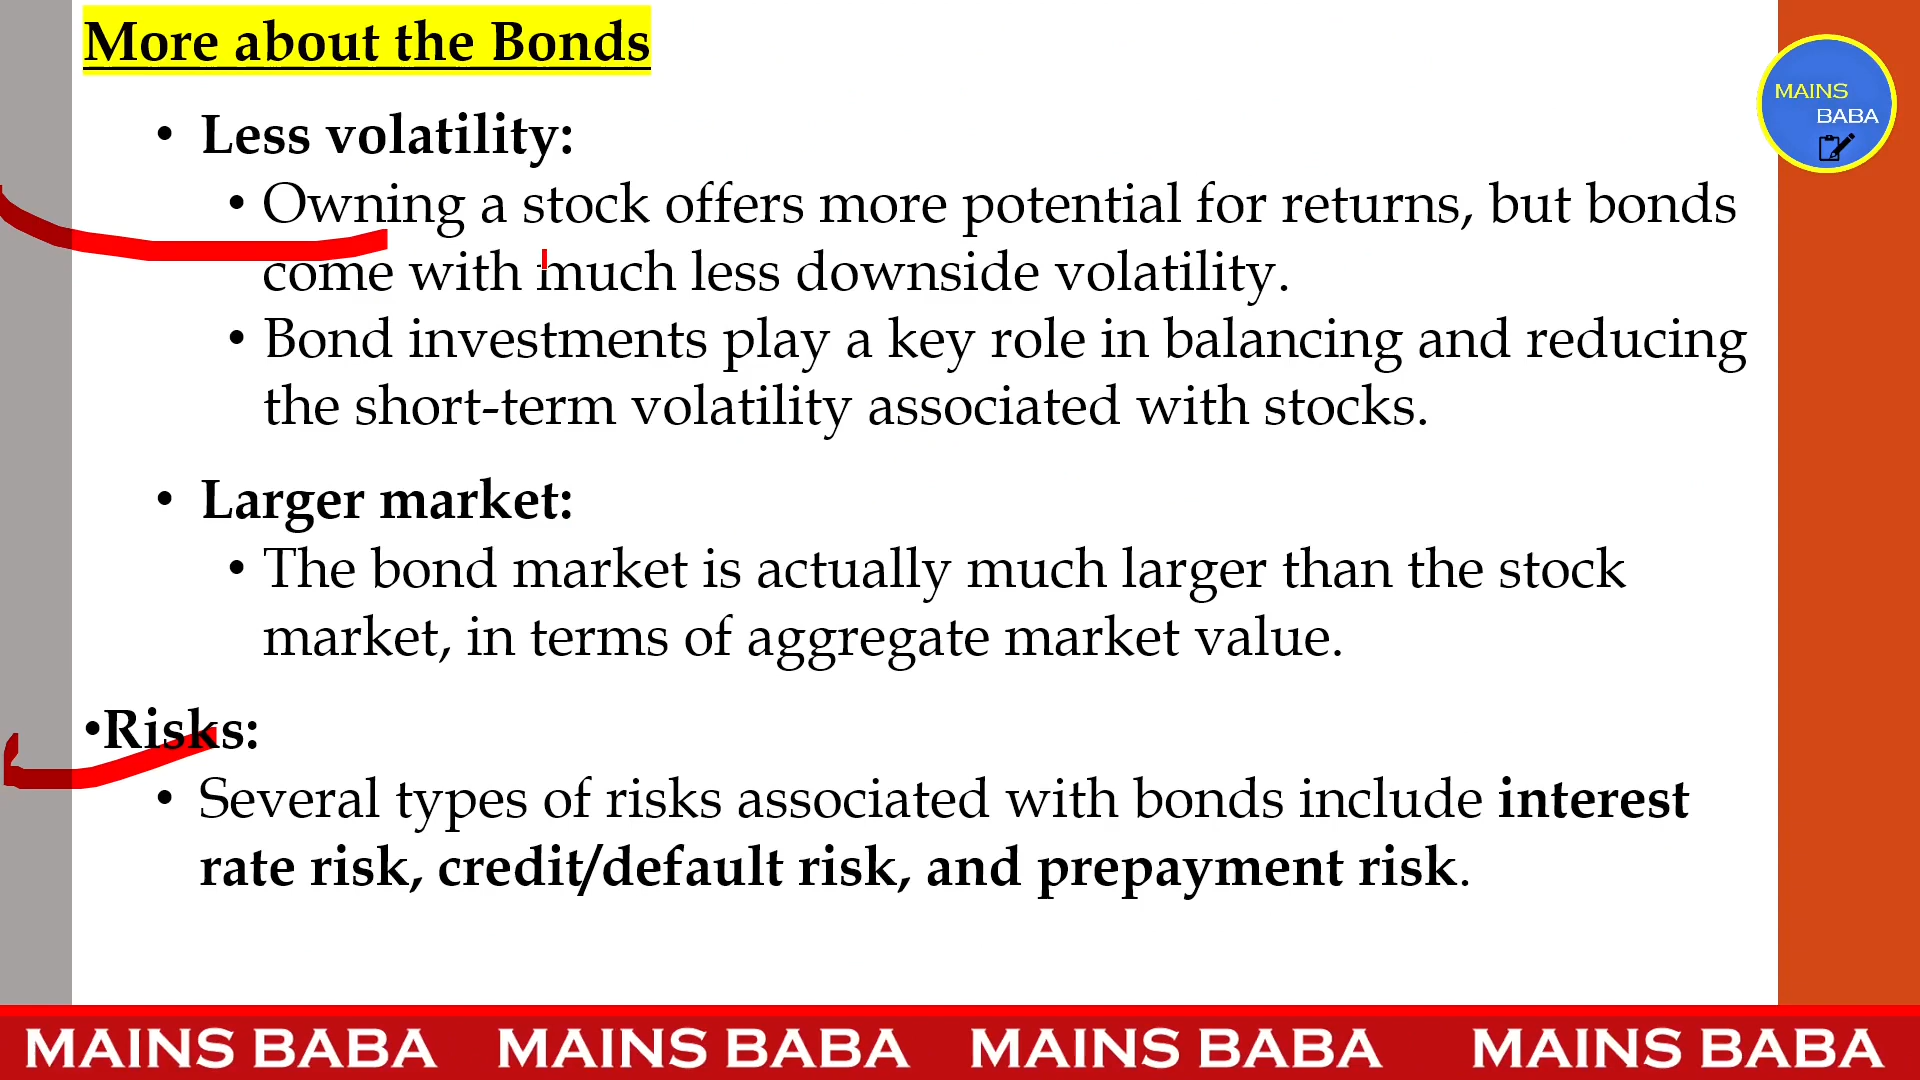 More about the Bonds
MAINS
BABA
• Less volatility:
• Owning a stock offers more potential for returns, but bonds
come with much less downside volatility.
• Bond investments play a key role in balancing and reducing
the short-term volatility associated with stocks.
• Larger market:
• The bond market is actually much larger than the stock
market, in terms of aggregate market value.
•Risks:
• Several types of risks associated with bonds include interest
rate risk, credit/default risk, and prepayment risk.
MAINS BABA MAINS BABA MAINS BABA MAINS BABA